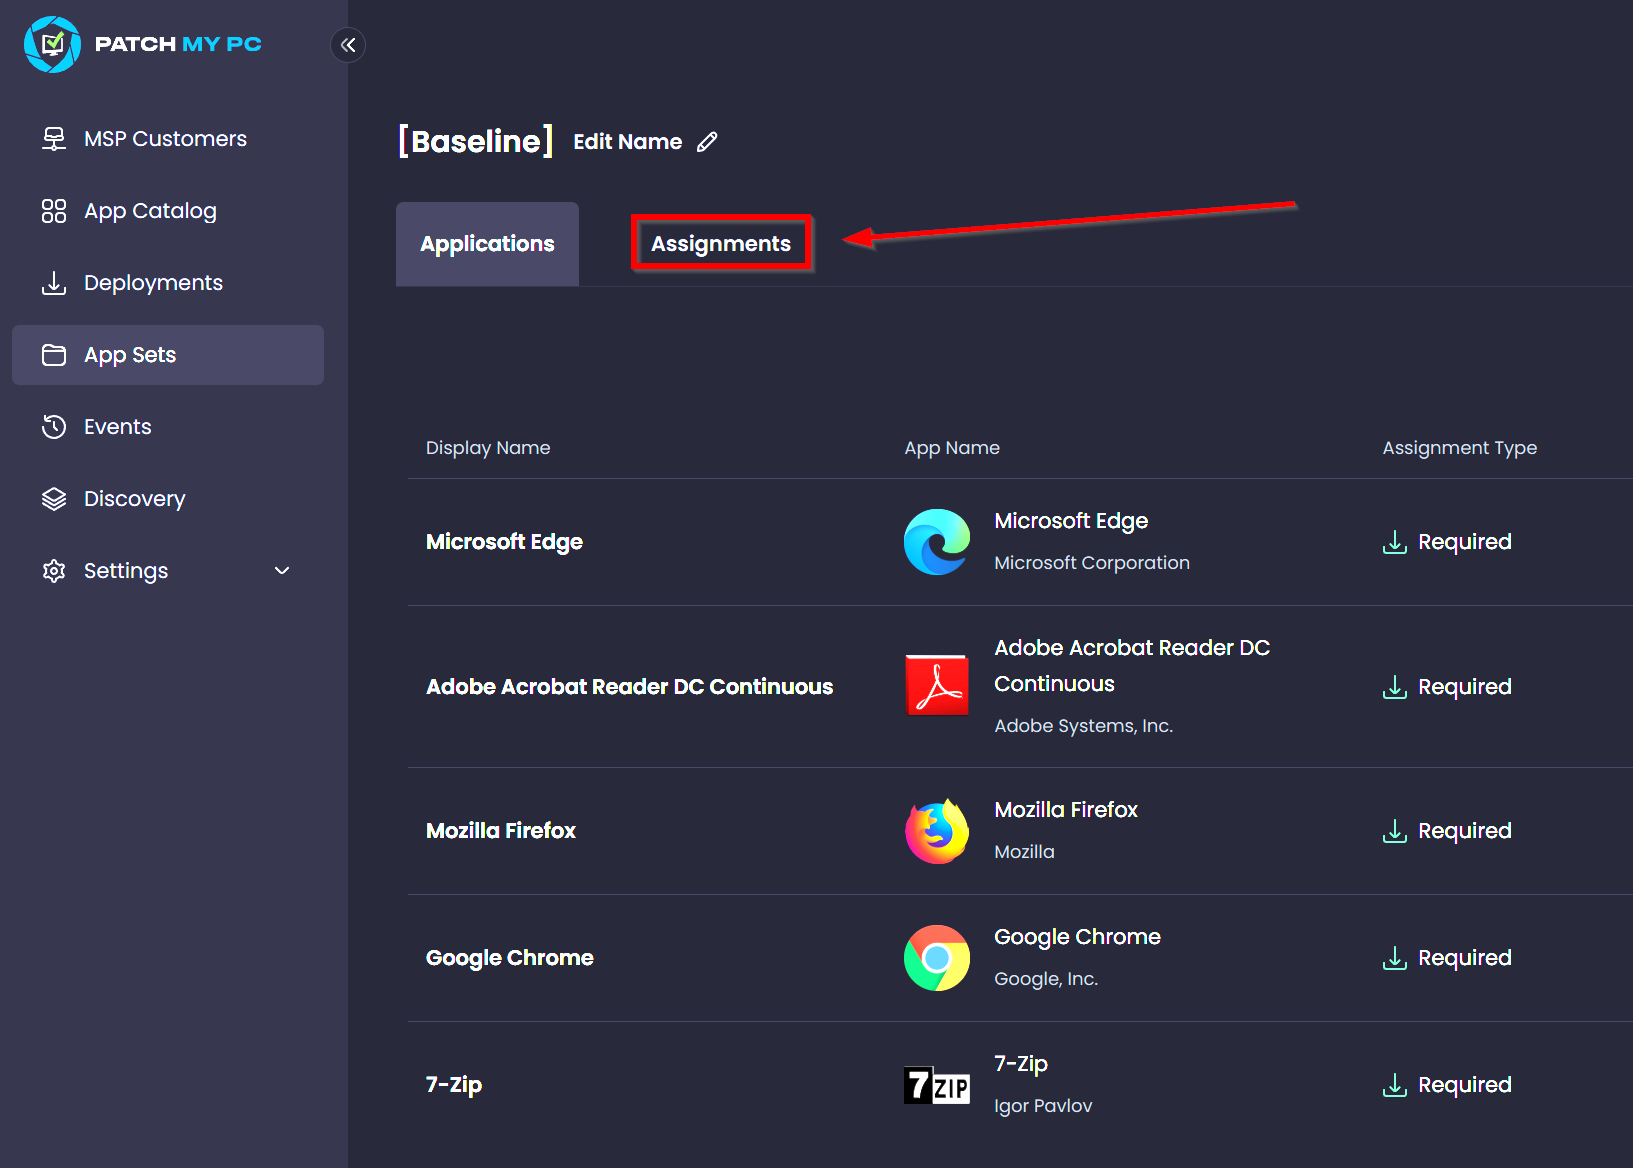 PATCH MY PC
MSP Customers
App Catalog
Deployments
App Sets
Events
Discovery
Settings
[Baseline] Edit Name
Applications Assignments
Display Name App Name Assignment Type
Microsoft Edge
Microsoft Edge
Microsoft Corporation
Required
Adobe Acrobat Reader DC Continuous
Adobe Acrobat Reader DC
Continuous
Adobe Systems, Inc.
Required
Mozilla Firefox
Mozilla Firefox
Mozilla
Required
Google Chrome
Google Chrome
Google, Inc.
Required
7-Zip
7 ZIP
7-Zip
Igor Pavlov
Required